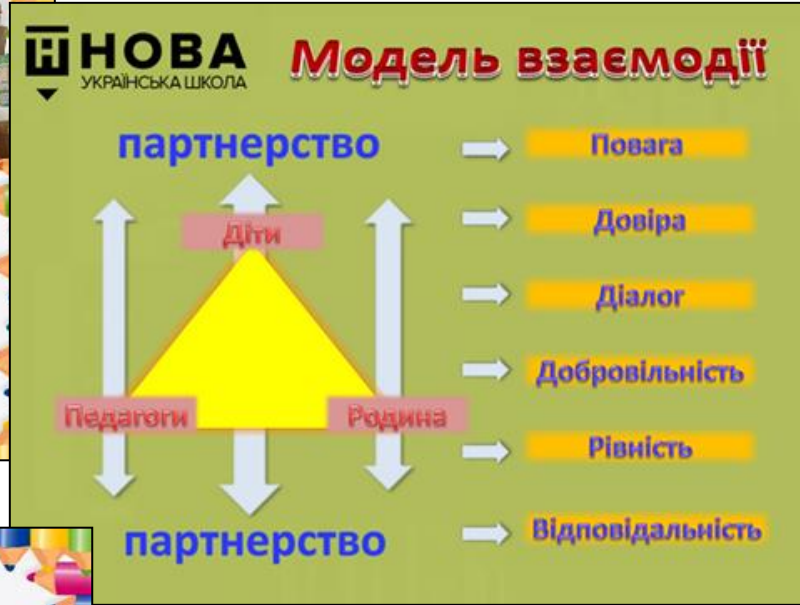 НОВА
УКРАЇНСЬКА ШКОЛА
Модель взаємодії
партнерство
Діти
Педагоги
Родина
партнерство
Повага
Довіра
Діалог
Добровільність
Рівність
Відповідальність